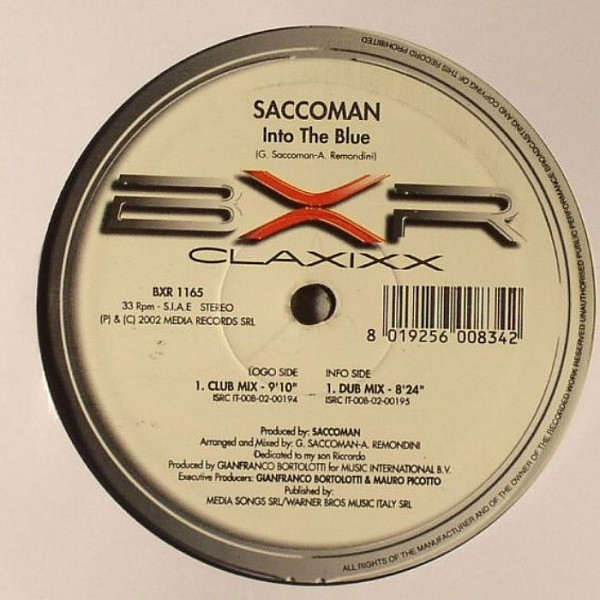 SACCOMAN
Into The Blue
(G. Saccoman-A. Remondini)
BXR
CLAXIXX
BXR 1165
33 Rpm - S.I.A.E STEREO
(P) & (C) 2002 MEDIA RECORDS SRL
8 019256 008342
LOGO SIDE
1. CLUB MIX - 9'10"
ISRC IT-00B-02-00194
INFO SIDE
1. DUB MIX - 8'24"
ISRC IT-00B-02-00195
Produced by: SACCOMAN
Arranged and Mixed by: G. SACCOMAN-A. REMONDINI
Dedicated to my son Riccardo
Produced by GIANFRANCO BORTOLOTTI for MUSIC INTERNATIONAL B.V.
Executive Producers: GIANFRANCO BORTOLOTTI & MAURO PICOTTO
Published by:
MEDIA SONGS SRL/WARNER BROS MUSIC ITALY SRL
ALL RIGHTS OF THE MANUFACTURER AND OF THE OWNER OF THE RECORDED WORK RESERVED UNAUTHORISED PUBLIC PERFORMANCE BROADCASTING AND COPYING OF THIS RECORD PROHIBITED